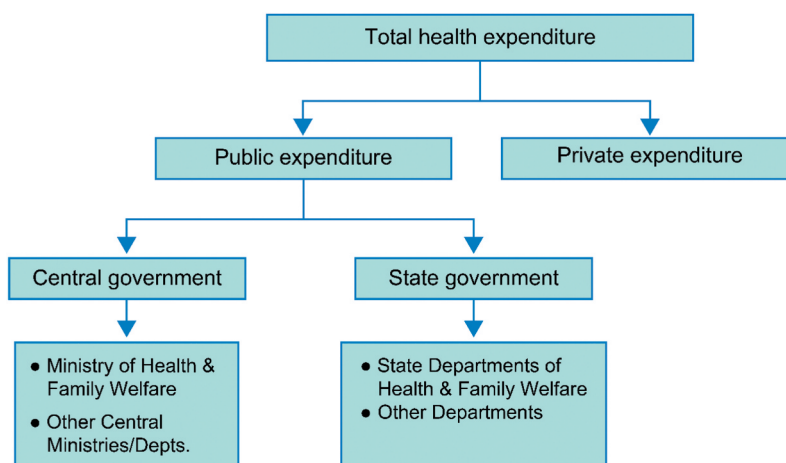 Total health expenditure
Public expenditure
Private expenditure
Central government
State government
● Ministry of Health &
Family Welfare
● Other Central
Ministries/Depts.
● State Departments of
Health & Family Welfare
● Other Departments